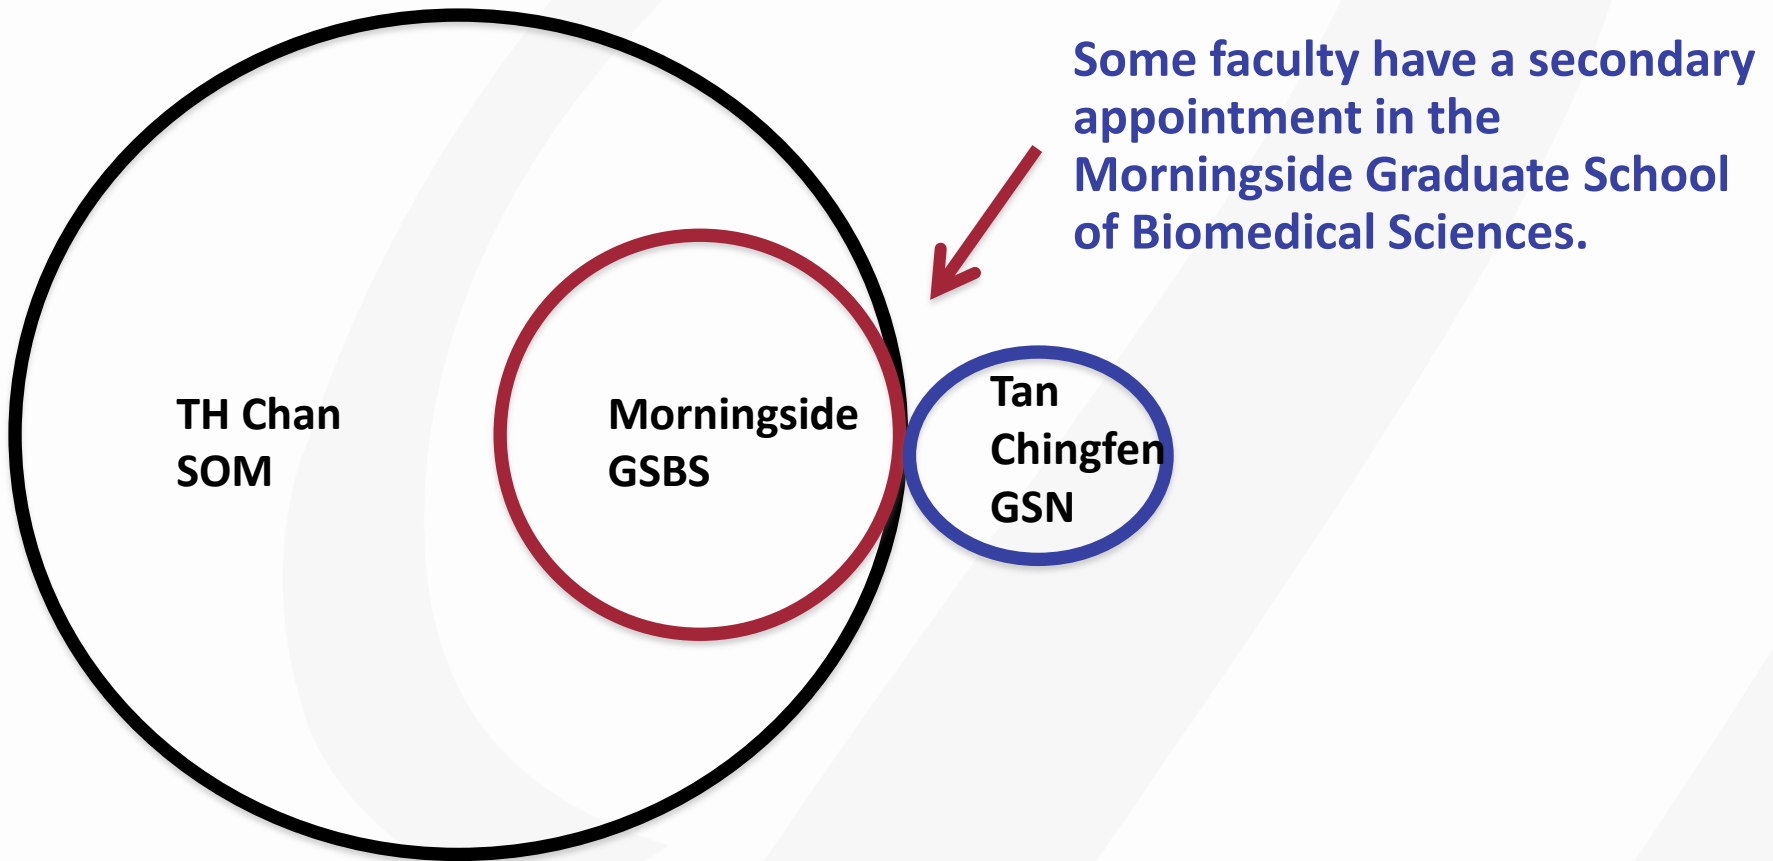 Some faculty have a secondary
appointment in the
Morningside Graduate School
of Biomedical Sciences.
TH Chan
SOM
Morningside
GSBS
Tan
Chingfen
GSN